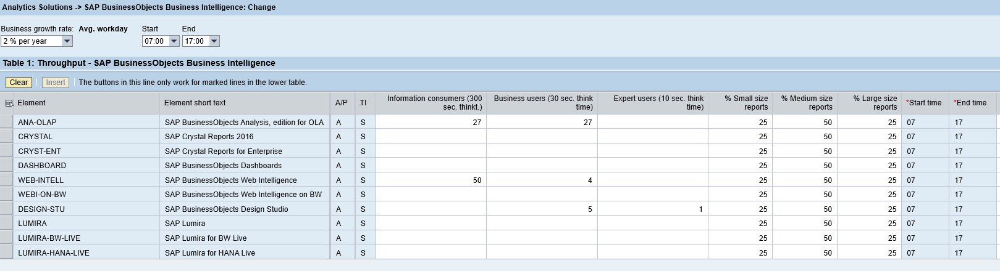 Analytics Solutions -> SAP BusinessObjects Business Intelligence: Change
Business growth rate: Avg. workday Start End
2 % per year 07:00 17:00
Table 1: Throughput - SAP BusinessObjects Business Intelligence
Clear Insert The buttons in this line only work for marked lines in the lower table.
Element Element short text A/P TI Information consumers (300 sec. thinkt.) Business users (30 sec. think time) Expert users (10 sec. think time) % Small size reports % Medium size reports % Large size reports *Start time *End time
ANA-OLAP SAP BusinessObjects Analysis, edition for OLA A S 27 27 25 50 25 07 17
CRYSTAL SAP Crystal Reports 2016 A S 25 50 25 07 17
CRYST-ENT SAP Crystal Reports for Enterprise A S 25 50 25 07 17
DASHBOARD SAP BusinessObjects Dashboards A S 25 50 25 07 17
WEB-INTELL SAP BusinessObjects Web Intelligence A S 50 4 25 50 25 07 17
WEBI-ON-BW SAP BusinessObjects Web Intelligence on BW A S 25 50 25 07 17
DESIGN-STU SAP BusinessObjects Design Studio A S 5 1 25 50 25 07 17
LUMIRA SAP Lumira A S 25 50 25 07 17
LUMIRA-BW-LIVE SAP Lumira for BW Live A S 25 50 25 07 17
LUMIRA-HANA-LIVE SAP Lumira for HANA Live A S 25 50 25 07 17